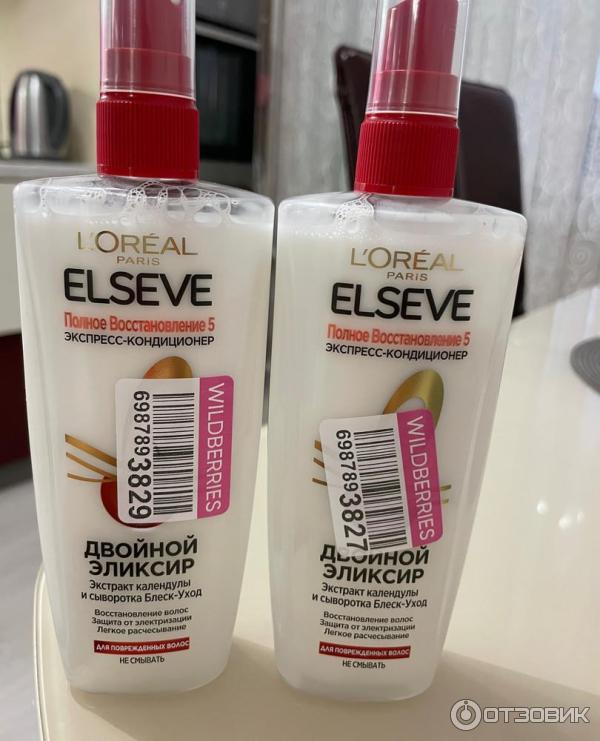 L'ORÉAL
PARIS
ELSEVE
Полное Восстановление 5
ЭКСПРЕСС-КОНДИЦИОНЕР
WILDBERRIES
6987893829
ДВОЙНОЙ
ЭЛИКСИР
Экстракт календулы
и сыворотка Блеск-Уход
Восстановление волос
Защита от электризации
Легкое расчесывание
ДЛЯ ПОВРЕЖДЕННЫХ ВОЛОС
НЕ СМЫВАТЬ
L'ORÉAL
PARIS
ELSEVE
Полное Восстановление 5
ЭКСПРЕСС-КОНДИЦИОНЕР
WILDBERRIES
6987893827
ДВОЙНОЙ
ЭЛИКСИР
Экстракт календулы
и сыворотка Блеск-Уход
Восстановление волос
Защита от электризации
Легкое расчесывание
ДЛЯ ПОВРЕЖДЕННЫХ ВОЛОС
НЕ СМЫВАТЬ
ОТЗОВИК